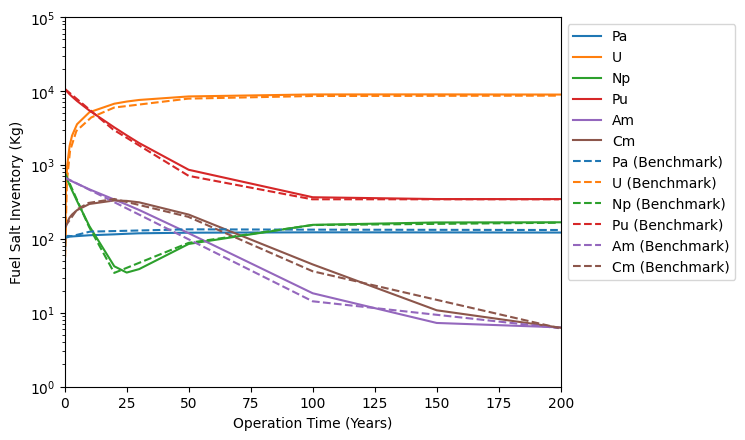 10^5
10^4
10^3
10^2
10^1
10^0
Fuel Salt Inventory (Kg)
0
25
50
75
100
125
150
175
200
Operation Time (Years)
Pa
U
Np
Pu
Am
Cm
Pa (Benchmark)
U (Benchmark)
Np (Benchmark)
Pu (Benchmark)
Am (Benchmark)
Cm (Benchmark)